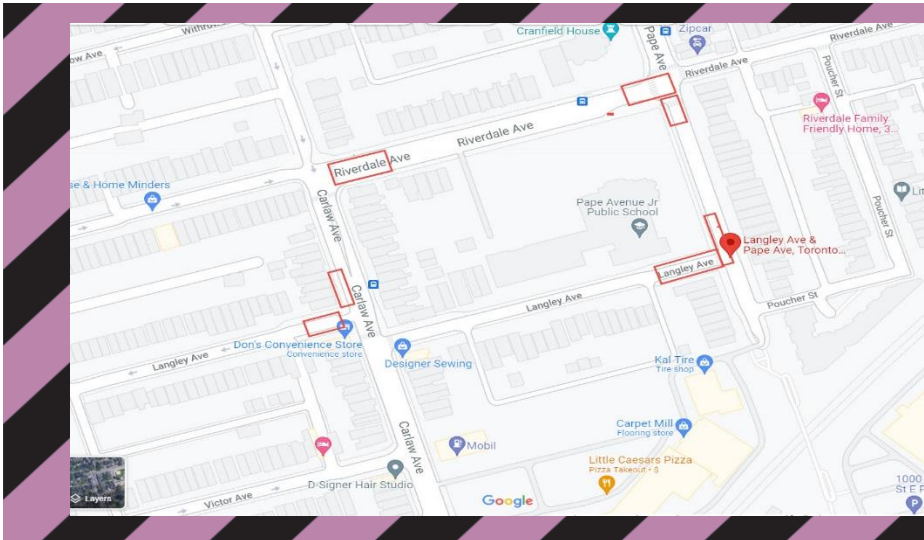 Withrow
Cranfield House
Zipcar
Pape Ave
Riverdale Ave
ow Ave
Riverdale Ave
Poucher St
Riverdale Family
Friendly Home, 3...
Riverdale Ave
Riverdale Ave
se & Home Minders
Carlaw Ave
Pape Avenue Jr
Public School
Lit
Poucher St
Langley Ave &
Pape Ave, Toronto...
Langley Ave
Poucher St
Carlaw Ave
Langley Ave
Don's Convenience Store
Convenience store
Langley Ave
Designer Sewing
Kal Tire
Tire shop
Carlaw Ave
Mobil
Carpet Mill
Flooring store
Little Caesars Pizza
Pizza Takeout · $
D-Signer Hair Studio
Layers
Victor Ave
Google
1000
St E P
P